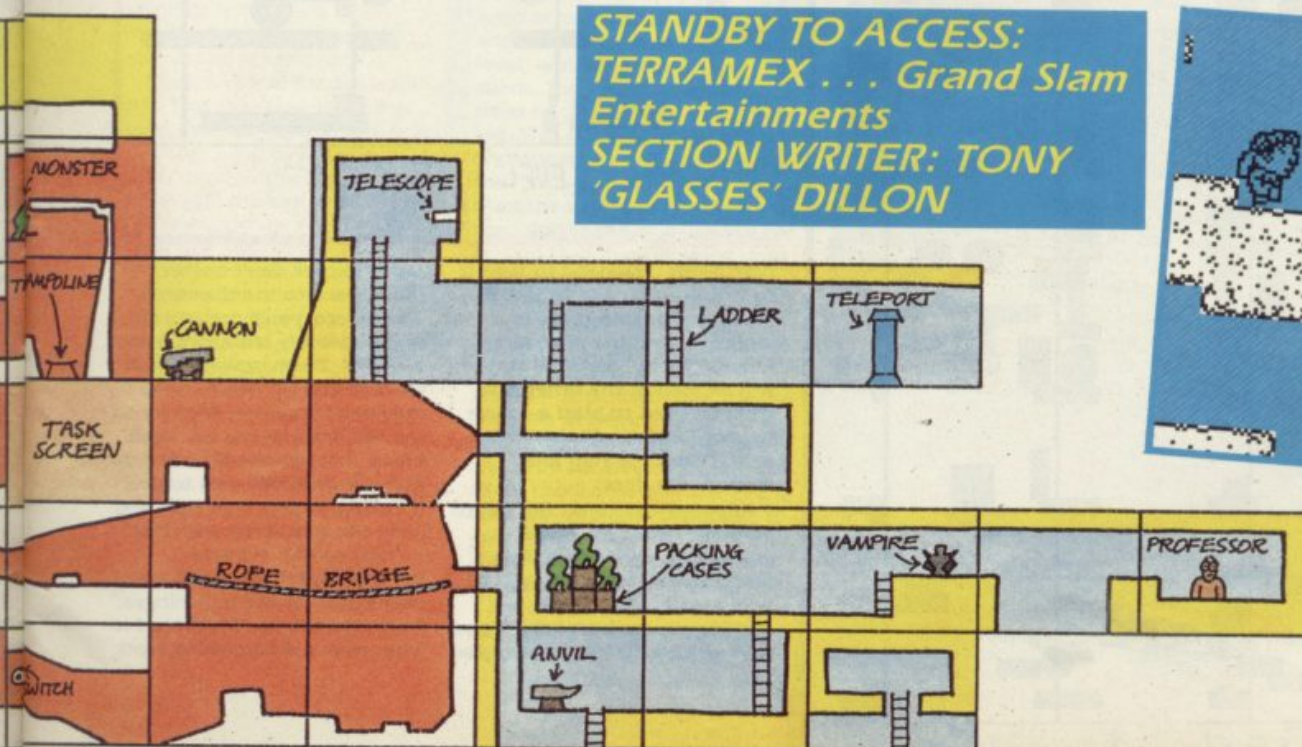 STANDBY TO ACCESS:
TERRAMEX . . . Grand Slam
Entertainments
SECTION WRITER: TONY
'GLASSES' DILLON
MONSTER
TELESCOPE
TELEPORT
LADDER
CANNON
TASK
SCREEN
PACKING
CASES
VAMPIRE
PROFESSOR
ROPE BRIDGE
ANVIL